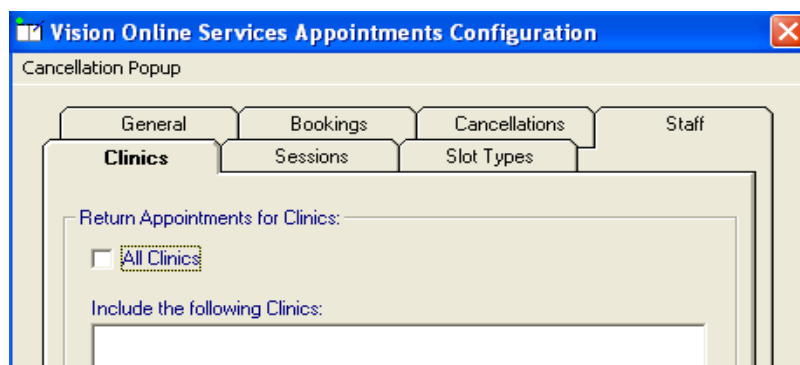 Vision Online Services Appointments Configuration
Cancellation Popup
General Bookings Cancellations Staff
Clinics Sessions Slot Types
Return Appointments for Clinics:
All Clinics
Include the following Clinics: